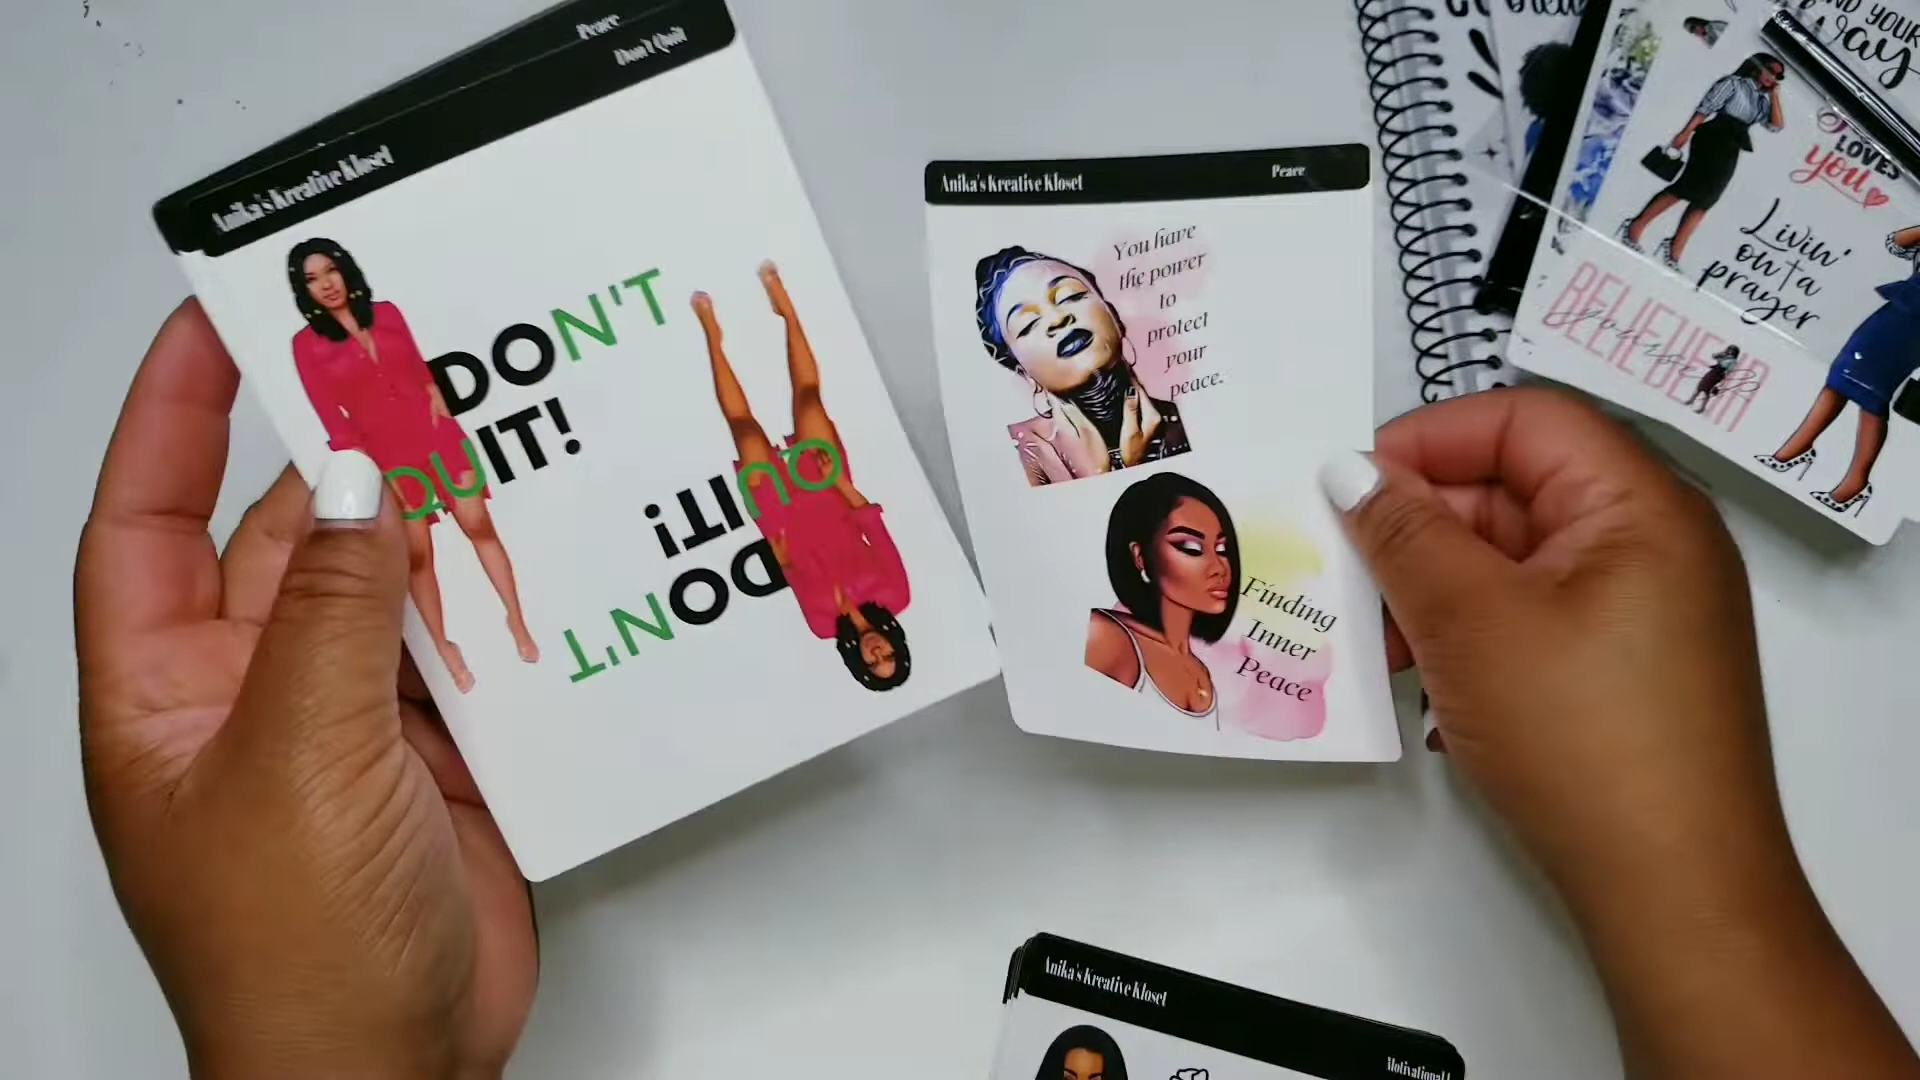 Peace
Don't Quit
Anika's Kreative Kloset
DON'T
QUIT!
DON'T
QUIT!
Anika's Kreative Kloset
Peace
You have
the power
to
protect
your
peace.
Finding
Inner
Peace
YOUR
Way
LOVES
you
Livin'
on a
prayer
Anika's Kreative Kloset
Motivational